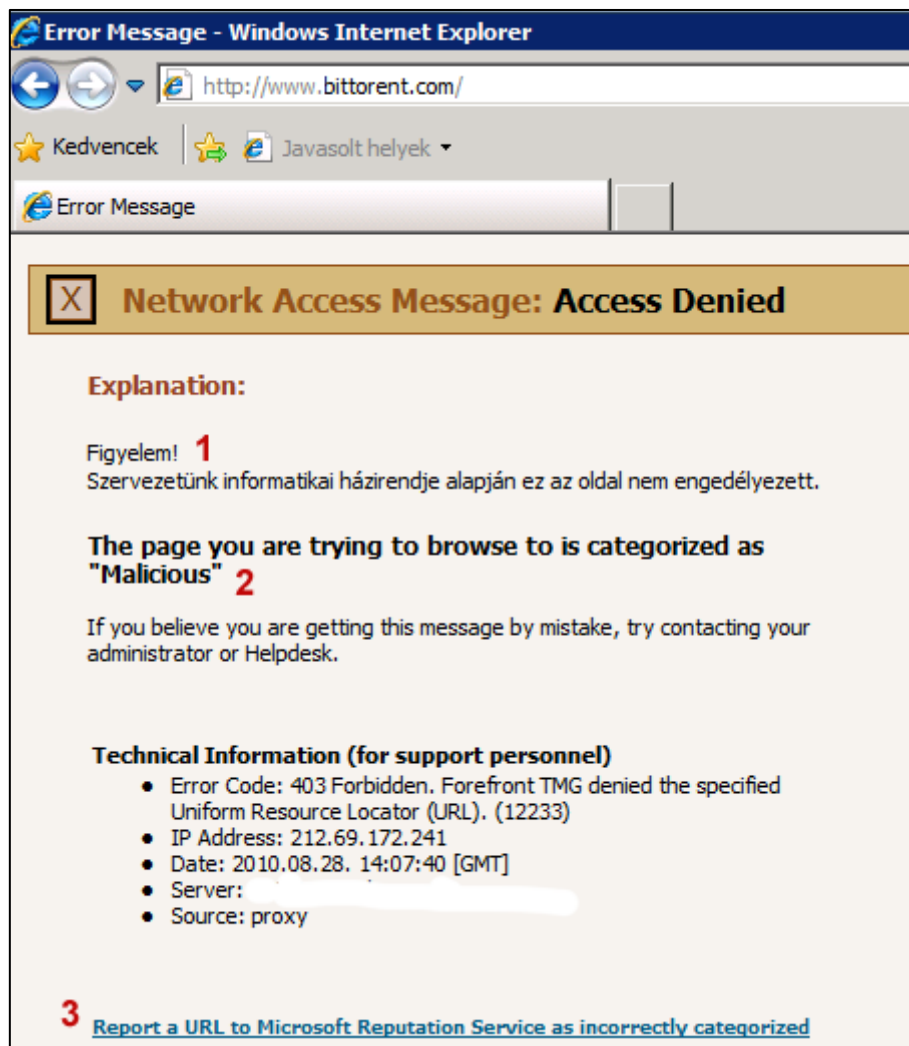 Error Message - Windows Internet Explorer
http://www.bittorent.com/
Kedvencek
Javasolt helyek
Error Message
X Network Access Message: Access Denied
Explanation:
Figyelem! 1
Szervezetünk informatikai házirendje alapján ez az oldal nem engedélyezett.
The page you are trying to browse to is categorized as
"Malicious" 2
If you believe you are getting this message by mistake, try contacting your
administrator or Helpdesk.
Technical Information (for support personnel)
● Error Code: 403 Forbidden. Forefront TMG denied the specified
Uniform Resource Locator (URL). (12233)
● IP Address: 212.69.172.241
● Date: 2010.08.28. 14:07:40 [GMT]
● Server:
● Source: proxy
3 Report a URL to Microsoft Reputation Service as incorrectly categorized